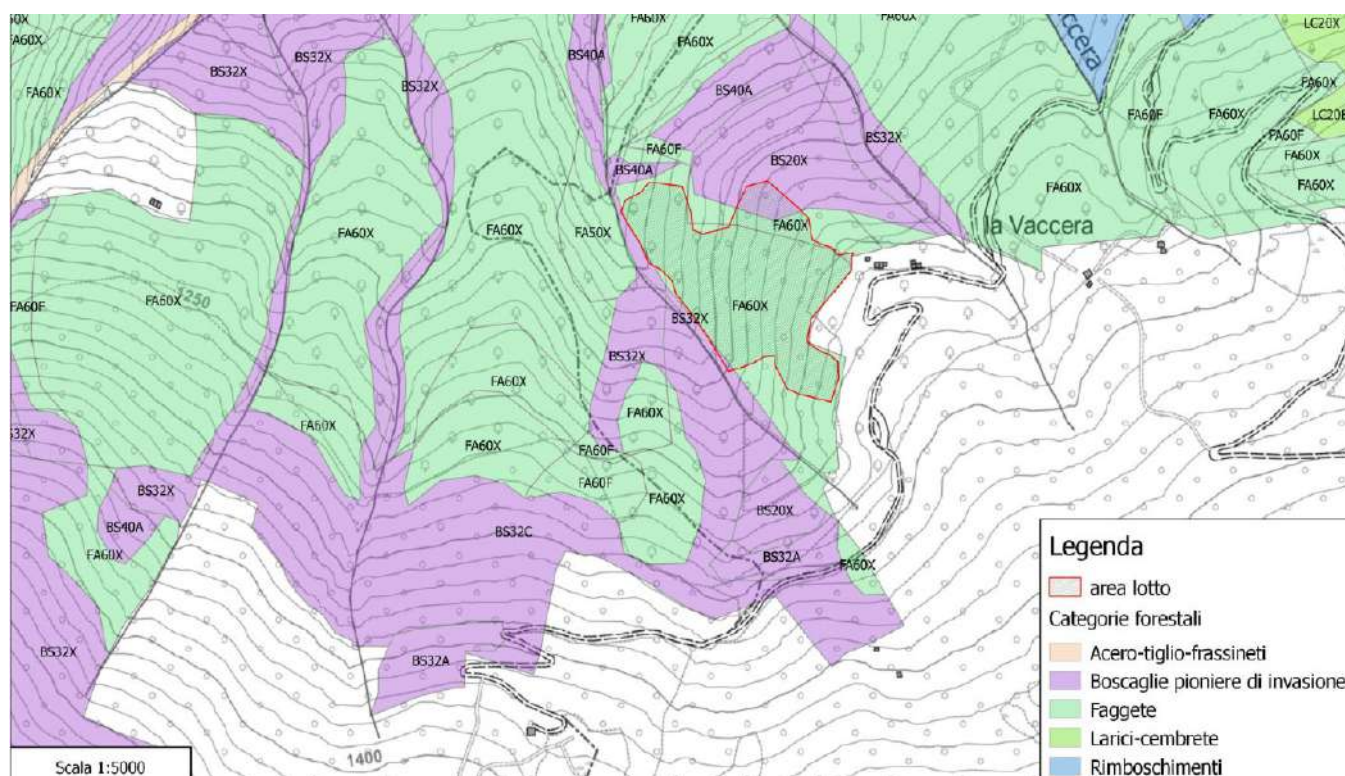 FA60X
LC20X
FA60X
BS32X
BS32X
BS40A
FA60X
FA60X
BS32X
BS40A
FA60X
FA60X
BS32X
FA60F
FA60X
FA60F
FA60X
FA60F
BS20X
BS40A
FA60X
FA60X
FA60X
FA60X
FA60X
FA50X
FA60X
la Vaccera
FA60X
1250
FA60F
FA60X
BS32X
BS32X
FA60X
FA60X
FA60X
FA60X
FA60F
BS32X
FA60F
FA60X
BS40A
BS20X
BS32C
FA60X
BS32A
FA60X
BS32X
BS32A
1400
Scala 1:5000
Legenda
area lotto
Categorie forestali
Acero-tiglio-frassineti
Boscaglie pioniere di invasione
Faggete
Larici-cembrete
Rimboschimenti